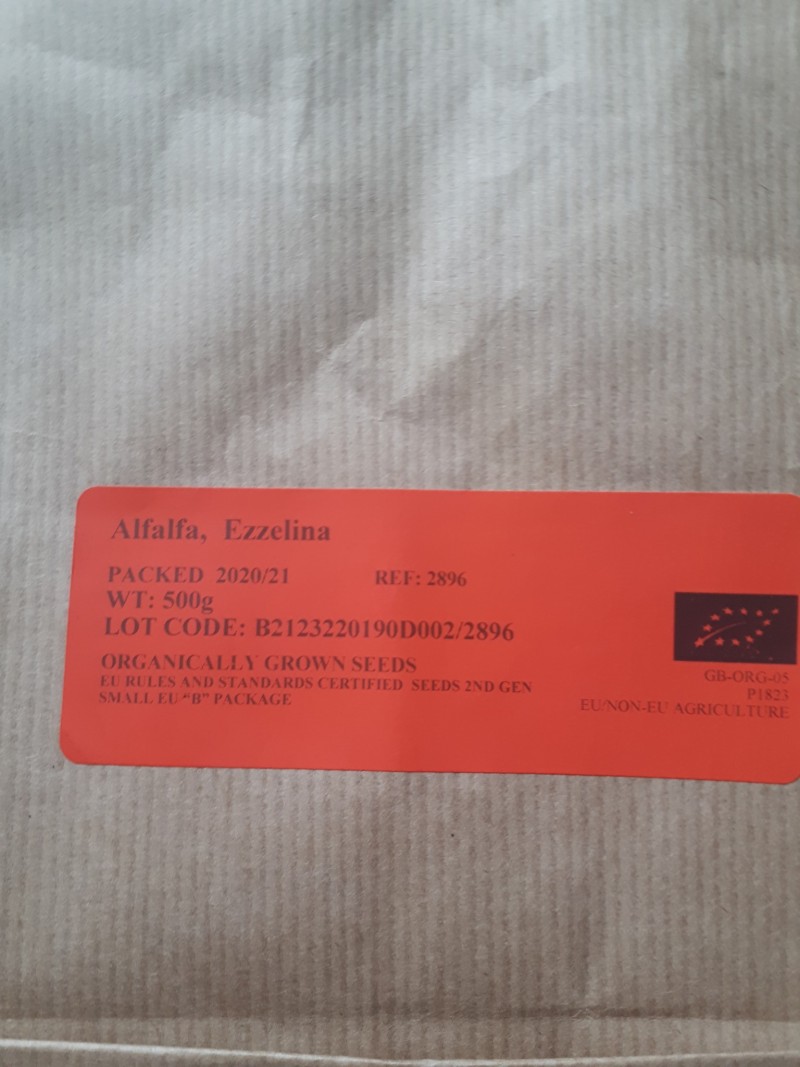 Alfalfa, Ezzelina
PACKED 2020/21 REF: 2896
WT: 500g
LOT CODE: B2123220190D002/2896
ORGANICALLY GROWN SEEDS
EU RULES AND STANDARDS CERTIFIED SEEDS 2ND GEN
SMALL EU "B" PACKAGE
GB-ORG-05
P1823
EU/NON-EU AGRICULTURE